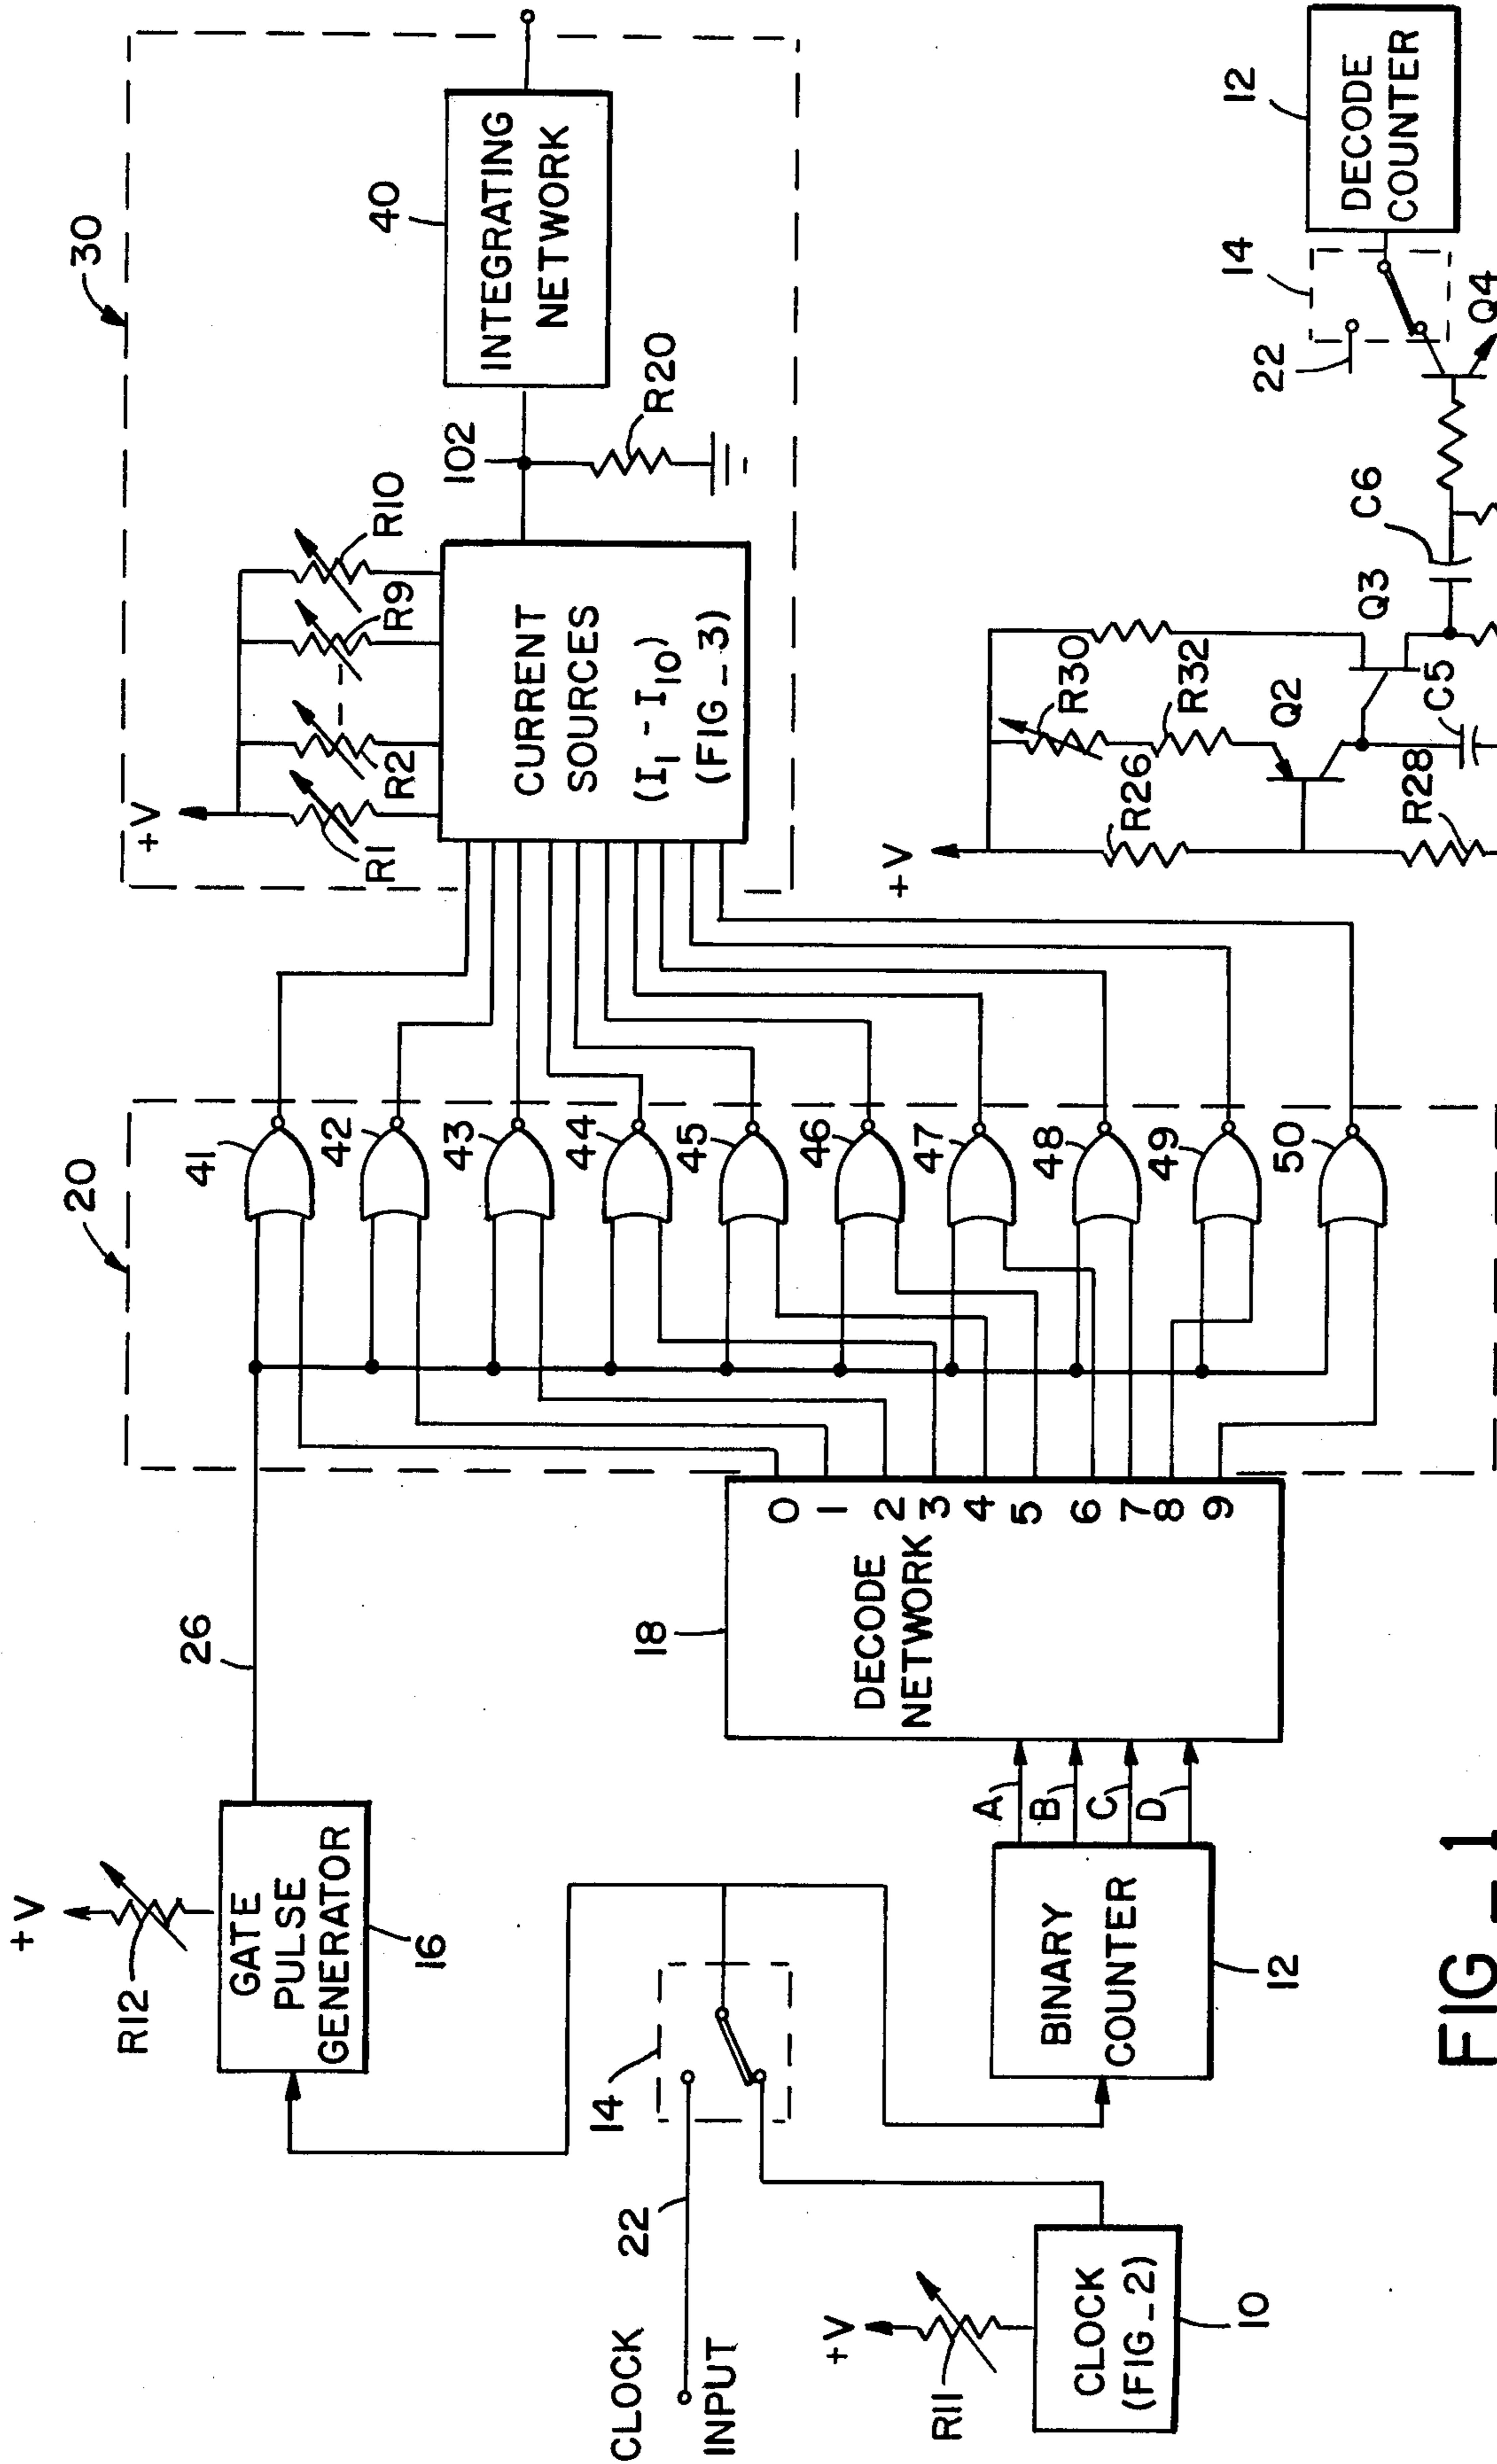 +V
R12
GATE
PULSE
GENERATOR
16
26
CLOCK
INPUT
22
14
+V
R11
CLOCK
(FIG_2)
10
BINARY
COUNTER
12
A
B
C
D
18
DECODE
NETWORK
0
1
2
3
4
5
6
7
8
9
20
41
42
43
44
45
46
47
48
49
50
30
+V
R1
R2
R9
R10
CURRENT
SOURCES
(I1 - I10)
(FIG_3)
102
R20
40
INTEGRATING
NETWORK
FIG_1
+V
R26
R28
R30
R32
Q2
C5
Q3
C6
Q4
22
14
12
DECODE
COUNTER